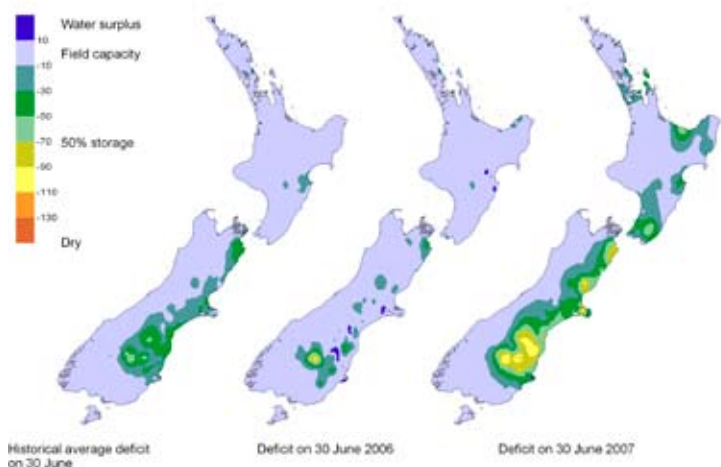 Water surplus
10
Field capacity
-10
-30
-50
50% storage
-70
-90
-110
-130
Dry
Historical average deficit
on 30 June
Deficit on 30 June 2006
Deficit on 30 June 2007